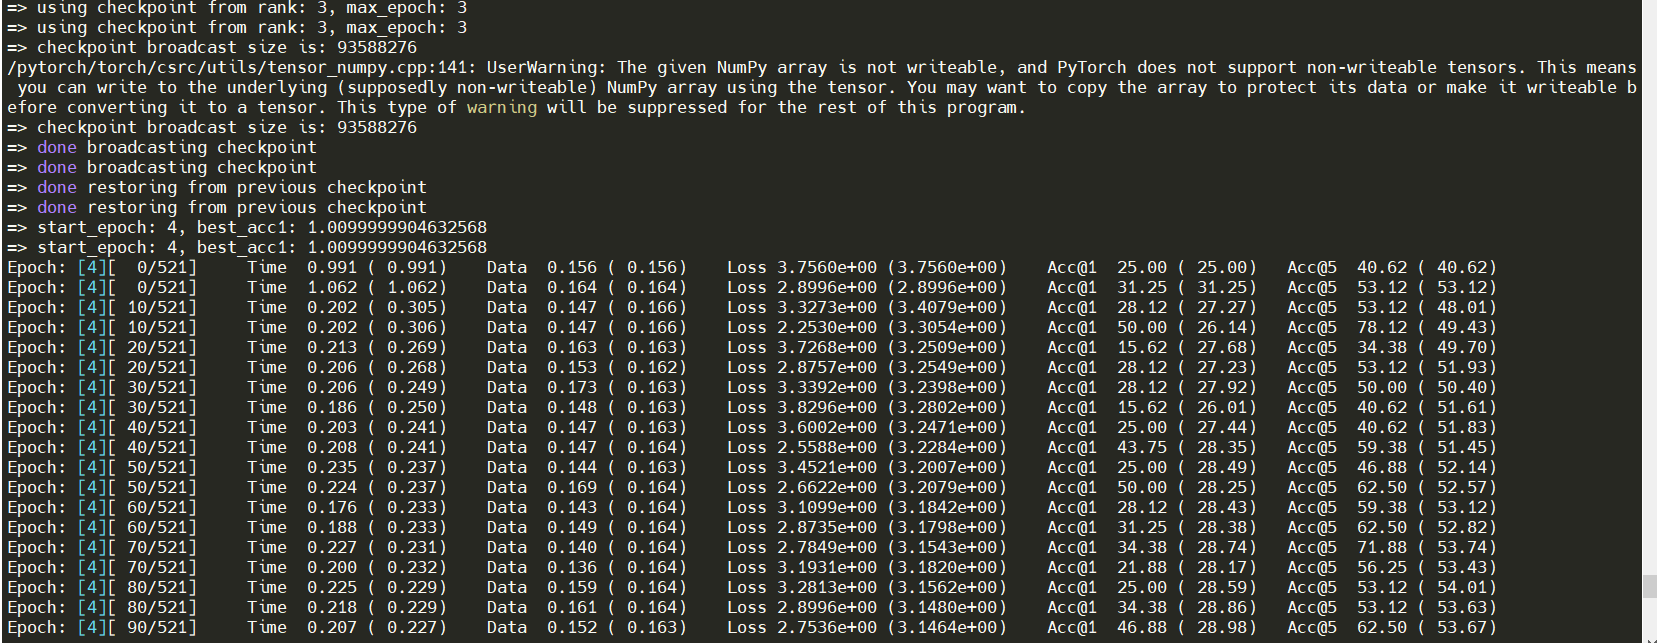 => using checkpoint from rank: 3, max_epoch: 3
=> using checkpoint from rank: 3, max_epoch: 3
=> checkpoint broadcast size is: 93588276
/pytorch/torch/csrc/utils/tensor_numpy.cpp:141: UserWarning: The given NumPy array is not writeable, and PyTorch does not support non-writeable tensors. This means
 you can write to the underlying (supposedly non-writeable) NumPy array using the tensor. You may want to copy the array to protect its data or make it writeable b
efore converting it to a tensor. This type of warning will be suppressed for the rest of this program.
=> checkpoint broadcast size is: 93588276
=> done broadcasting checkpoint
=> done broadcasting checkpoint
=> done restoring from previous checkpoint
=> done restoring from previous checkpoint
=> start_epoch: 4, best_acc1: 1.0099999904632568
=> start_epoch: 4, best_acc1: 1.0099999904632568
Epoch: [4][  0/521]     Time  0.991 ( 0.991)    Data  0.156 ( 0.156)    Loss 3.7560e+00 (3.7560e+00)    Acc@1  25.00 ( 25.00)   Acc@5  40.62 ( 40.62)
Epoch: [4][  0/521]     Time  1.062 ( 1.062)    Data  0.164 ( 0.164)    Loss 2.8996e+00 (2.8996e+00)    Acc@1  31.25 ( 31.25)   Acc@5  53.12 ( 53.12)
Epoch: [4][ 10/521]     Time  0.202 ( 0.305)    Data  0.147 ( 0.166)    Loss 3.3273e+00 (3.4079e+00)    Acc@1  28.12 ( 27.27)   Acc@5  53.12 ( 48.01)
Epoch: [4][ 10/521]     Time  0.202 ( 0.306)    Data  0.147 ( 0.166)    Loss 2.2530e+00 (3.3054e+00)    Acc@1  50.00 ( 26.14)   Acc@5  78.12 ( 49.43)
Epoch: [4][ 20/521]     Time  0.213 ( 0.269)    Data  0.163 ( 0.163)    Loss 3.7268e+00 (3.2509e+00)    Acc@1  15.62 ( 27.68)   Acc@5  34.38 ( 49.70)
Epoch: [4][ 20/521]     Time  0.206 ( 0.268)    Data  0.153 ( 0.162)    Loss 2.8757e+00 (3.2549e+00)    Acc@1  28.12 ( 27.23)   Acc@5  53.12 ( 51.93)
Epoch: [4][ 30/521]     Time  0.206 ( 0.249)    Data  0.173 ( 0.163)    Loss 3.3392e+00 (3.2398e+00)    Acc@1  28.12 ( 27.92)   Acc@5  50.00 ( 50.40)
Epoch: [4][ 30/521]     Time  0.186 ( 0.250)    Data  0.148 ( 0.163)    Loss 3.8296e+00 (3.2802e+00)    Acc@1  15.62 ( 26.01)   Acc@5  40.62 ( 51.61)
Epoch: [4][ 40/521]     Time  0.203 ( 0.241)    Data  0.147 ( 0.163)    Loss 3.6002e+00 (3.2471e+00)    Acc@1  25.00 ( 27.44)   Acc@5  40.62 ( 51.83)
Epoch: [4][ 40/521]     Time  0.208 ( 0.241)    Data  0.147 ( 0.164)    Loss 2.5588e+00 (3.2284e+00)    Acc@1  43.75 ( 28.35)   Acc@5  59.38 ( 51.45)
Epoch: [4][ 50/521]     Time  0.235 ( 0.237)    Data  0.144 ( 0.163)    Loss 3.4521e+00 (3.2007e+00)    Acc@1  25.00 ( 28.49)   Acc@5  46.88 ( 52.14)
Epoch: [4][ 50/521]     Time  0.224 ( 0.237)    Data  0.169 ( 0.164)    Loss 2.6622e+00 (3.2079e+00)    Acc@1  50.00 ( 28.25)   Acc@5  62.50 ( 52.57)
Epoch: [4][ 60/521]     Time  0.176 ( 0.233)    Data  0.143 ( 0.164)    Loss 3.1099e+00 (3.1842e+00)    Acc@1  28.12 ( 28.43)   Acc@5  59.38 ( 53.12)
Epoch: [4][ 60/521]     Time  0.188 ( 0.233)    Data  0.149 ( 0.164)    Loss 2.8735e+00 (3.1798e+00)    Acc@1  31.25 ( 28.38)   Acc@5  62.50 ( 52.82)
Epoch: [4][ 70/521]     Time  0.227 ( 0.231)    Data  0.140 ( 0.164)    Loss 2.7849e+00 (3.1543e+00)    Acc@1  34.38 ( 28.74)   Acc@5  71.88 ( 53.74)
Epoch: [4][ 70/521]     Time  0.200 ( 0.232)    Data  0.136 ( 0.164)    Loss 3.1931e+00 (3.1820e+00)    Acc@1  21.88 ( 28.17)   Acc@5  56.25 ( 53.43)
Epoch: [4][ 80/521]     Time  0.225 ( 0.229)    Data  0.159 ( 0.164)    Loss 3.2813e+00 (3.1562e+00)    Acc@1  25.00 ( 28.59)   Acc@5  53.12 ( 54.01)
Epoch: [4][ 80/521]     Time  0.218 ( 0.229)    Data  0.161 ( 0.164)    Loss 2.8996e+00 (3.1480e+00)    Acc@1  34.38 ( 28.86)   Acc@5  53.12 ( 53.63)
Epoch: [4][ 90/521]     Time  0.207 ( 0.227)    Data  0.152 ( 0.163)    Loss 2.7536e+00 (3.1464e+00)    Acc@1  46.88 ( 28.98)   Acc@5  62.50 ( 53.67)